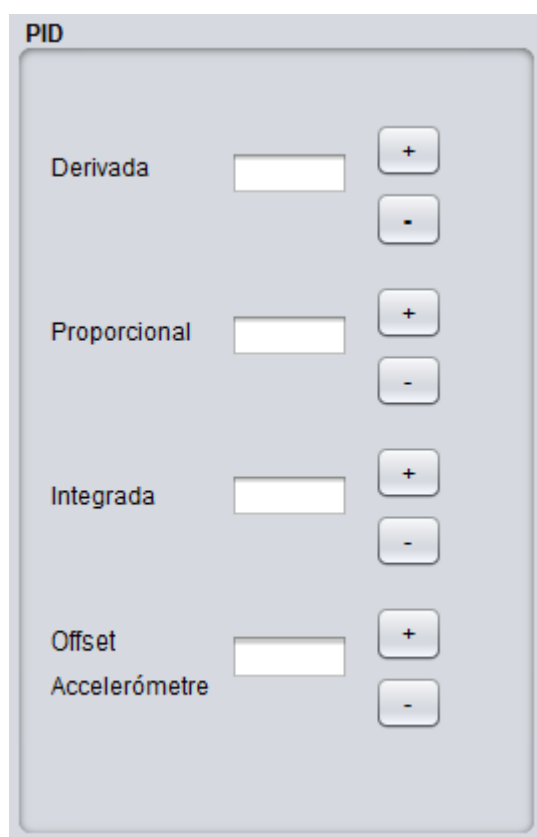 PID
Derivada
+
-
Proporcional
+
-
Integrada
+
-
Offset
Accelerómetre
+
-